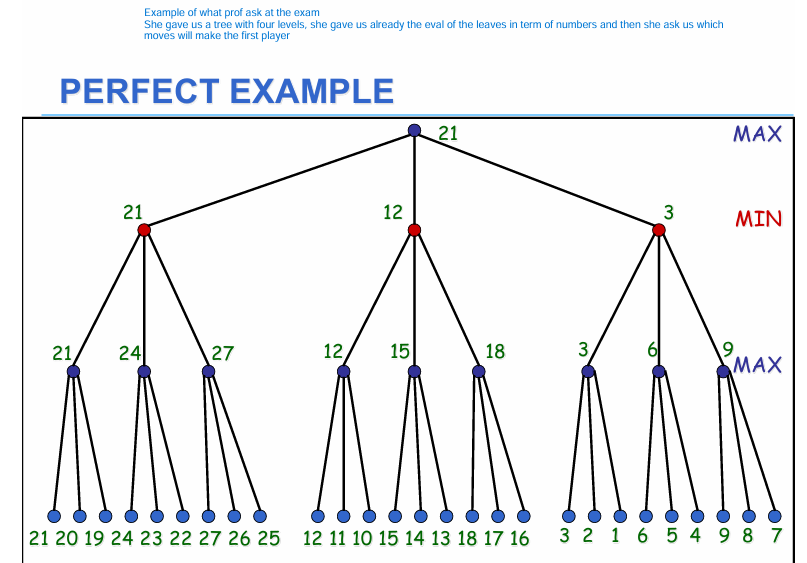 Example of what prof ask at the exam
She gave us a tree with four levels, she gave us already the eval of the leaves in term of numbers and then she ask us which
moves will make the first player
PERFECT EXAMPLE
21 MAX
21 12 3 MIN
21 24 27 12 15 18 3 6 9 MAX
21 20 19 24 23 22 27 26 25 12 11 10 15 14 13 18 17 16 3 2 1 6 5 4 9 8 7